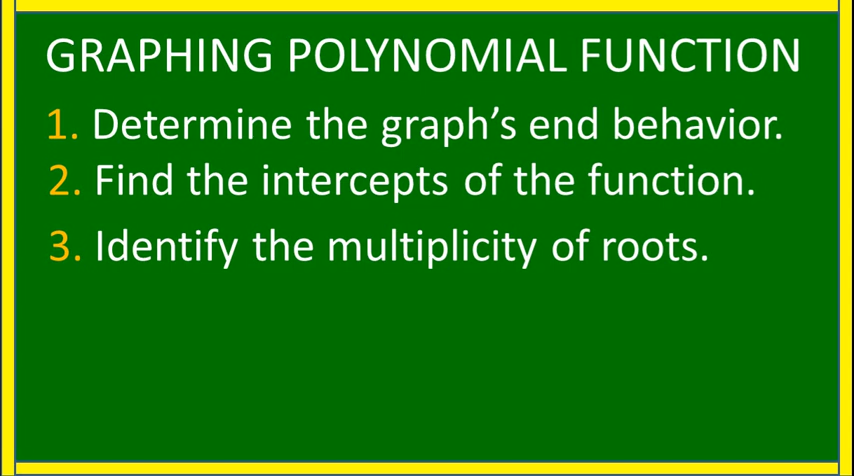 GRAPHING POLYNOMIAL FUNCTION
1. Determine the graph’s end behavior.
2. Find the intercepts of the function.
3. Identify the multiplicity of roots.